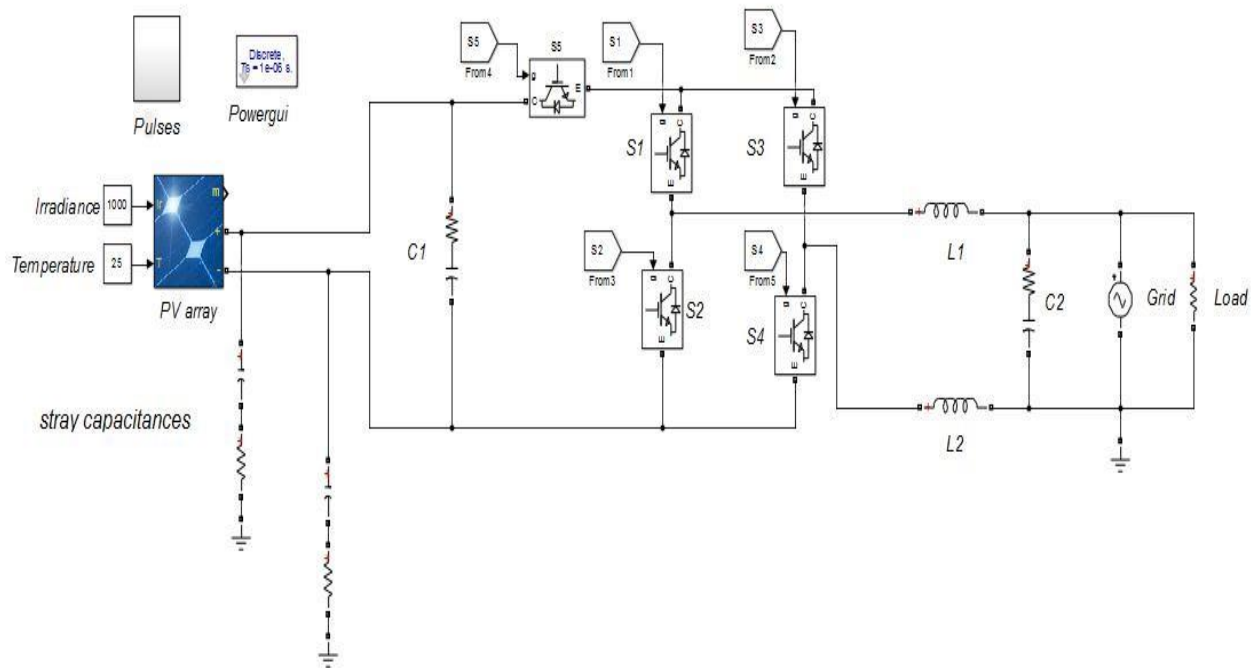 Discrete,
Ts = 1e-06 s.
Powergui
Pulses
S5
From4
S5
g
C
E
S1
From1
S3
From2
g
C
S1
E
g
C
S3
E
Irradiance
1000
Ir
m
+
Temperature
25
T
-
PV array
C1
S2
From3
g
C
S2
E
S4
From5
g
C
S4
E
L1
C2
Grid
Load
L2
stray capacitances